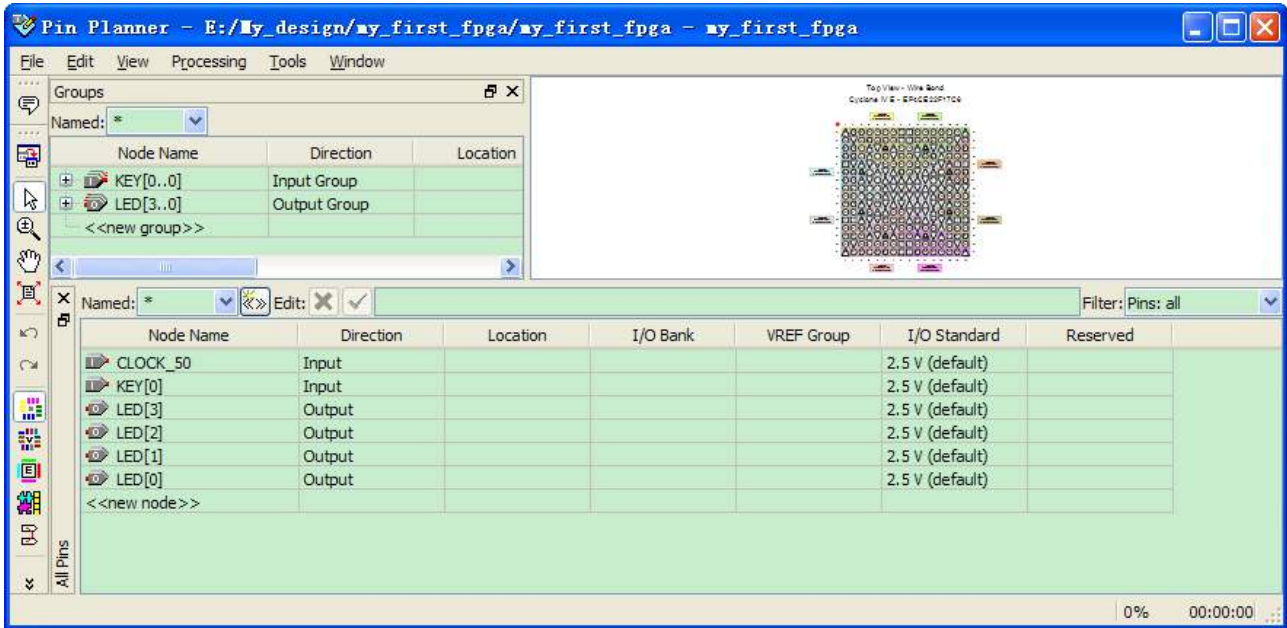 Pin Planner - E:/My_design/my_first_fpga/my_first_fpga - my_first_fpga
File Edit View Processing Tools Window
Groups
Named: *
Node Name Direction Location
KEY[0..0] Input Group
LED[3..0] Output Group
<<new group>>
Top View - Wire Bond
Cyclone IV E - EP4CE22F17C6
Named: * Edit: Filter: Pins: all
Node Name Direction Location I/O Bank VREF Group I/O Standard Reserved
CLOCK_50 Input 2.5 V (default)
KEY[0] Input 2.5 V (default)
LED[3] Output 2.5 V (default)
LED[2] Output 2.5 V (default)
LED[1] Output 2.5 V (default)
LED[0] Output 2.5 V (default)
<<new node>>
All Pins
0% 00:00:00